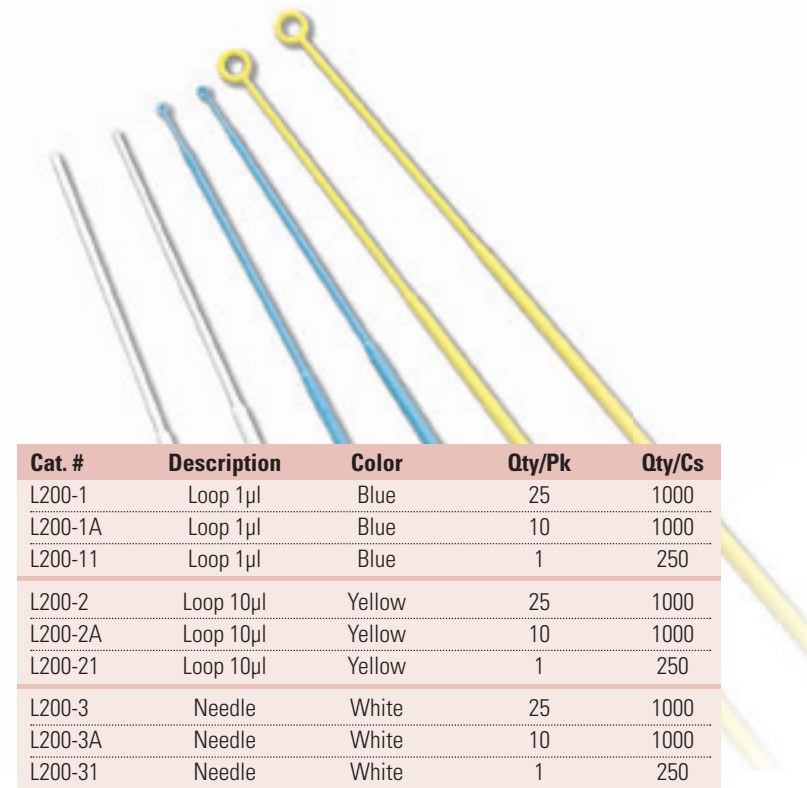 Cat. # Description Color Qty/Pk Qty/Cs
L200-1 Loop 1µl Blue 25 1000
L200-1A Loop 1µl Blue 10 1000
L200-11 Loop 1µl Blue 1 250
L200-2 Loop 10µl Yellow 25 1000
L200-2A Loop 10µl Yellow 10 1000
L200-21 Loop 10µl Yellow 1 250
L200-3 Needle White 25 1000
L200-3A Needle White 10 1000
L200-31 Needle White 1 250